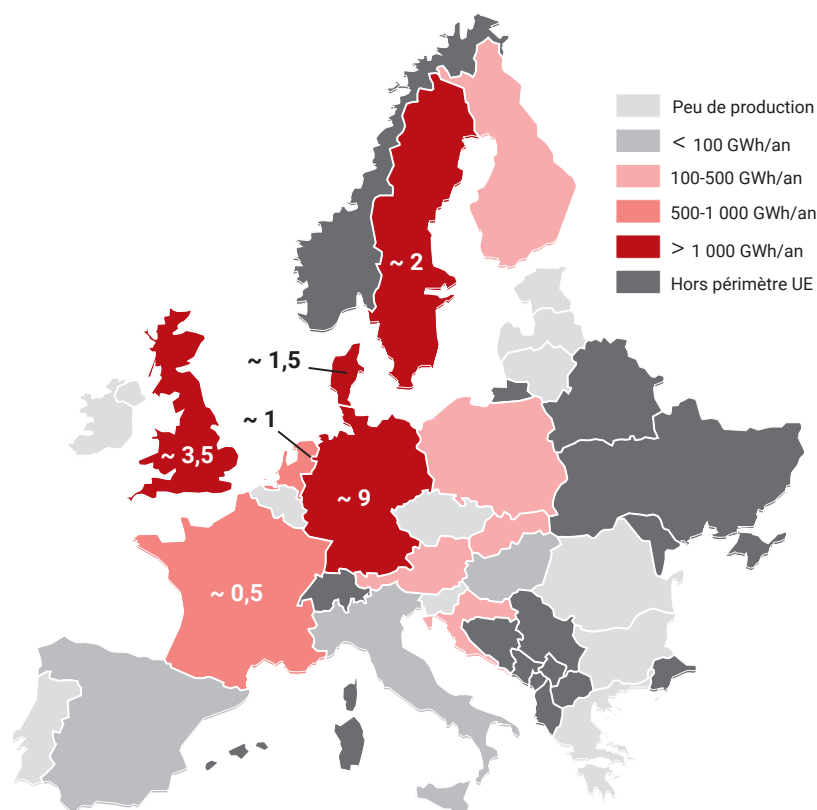 Peu de production
< 100 GWh/an
100-500 GWh/an
500-1 000 GWh/an
> 1 000 GWh/an
Hors périmètre UE
~ 2
~ 1,5
~ 1
~ 3,5
~ 9
~ 0,5